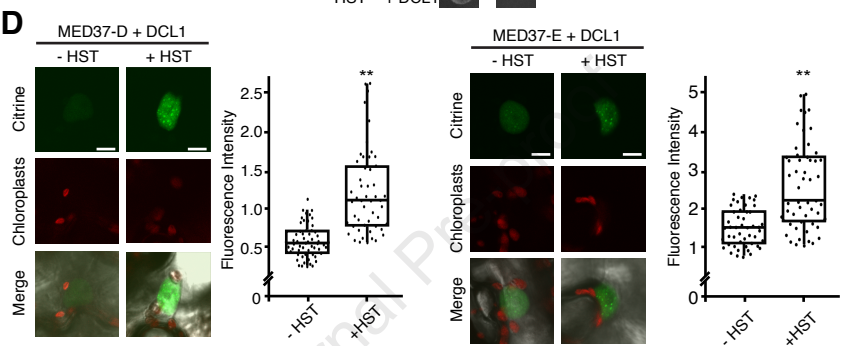 HST + DCL1
D
MED37-D + DCL1
- HST + HST
Citrine
Chloroplasts
Merge
Fluorescence Intensity
**
2.5
2.0
1.5
1.0
0.5
0
- HST
+HST
MED37-E + DCL1
- HST + HST
Citrine
Chloroplasts
Merge
Fluorescence Intensity
**
5
4
3
2
1
0
- HST
+HST